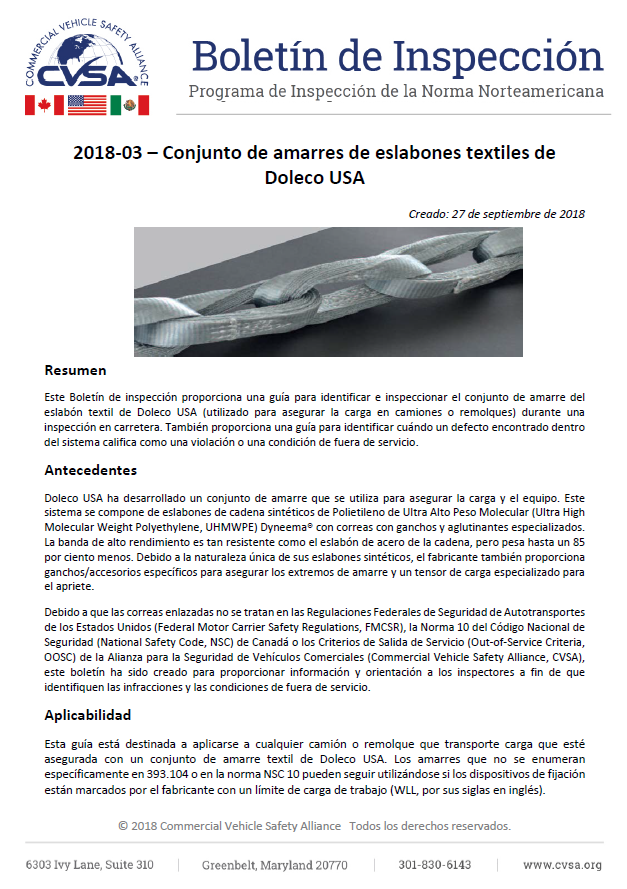 COMMERCIAL VEHICLE SAFETY ALLIANCE
CVSA®
Boletín de Inspección
Programa de Inspección de la Norma Norteamericana
2018-03 – Conjunto de amarres de eslabones textiles de
Doleco USA
Creado: 27 de septiembre de 2018
Resumen
Este Boletín de inspección proporciona una guía para identificar e inspeccionar el conjunto de amarre del
eslabón textil de Doleco USA (utilizado para asegurar la carga en camiones o remolques) durante una
inspección en carretera. También proporciona una guía para identificar cuándo un defecto encontrado dentro
del sistema califica como una violación o una condición de fuera de servicio.
Antecedentes
Doleco USA ha desarrollado un conjunto de amarre que se utiliza para asegurar la carga y el equipo. Este
sistema se compone de eslabones de cadena sintéticos de Polietileno de Ultra Alto Peso Molecular (Ultra High
Molecular Weight Polyethylene, UHMWPE) Dyneema® con correas con ganchos y aglutinantes especializados.
La banda de alto rendimiento es tan resistente como el eslabón de acero de la cadena, pero pesa hasta un 85
por ciento menos. Debido a la naturaleza única de sus eslabones sintéticos, el fabricante también proporciona
ganchos/accesorios específicos para asegurar los extremos de amarre y un tensor de carga especializado para
el apriete.
Debido a que las correas enlazadas no se tratan en las Regulaciones Federales de Seguridad de Autotransportes
de los Estados Unidos (Federal Motor Carrier Safety Regulations, FMCSR), la Norma 10 del Código Nacional de
Seguridad (National Safety Code, NSC) de Canadá o los Criterios de Salida de Servicio (Out-of-Service Criteria,
OOSC) de la Alianza para la Seguridad de Vehículos Comerciales (Commercial Vehicle Safety Alliance, CVSA),
este boletín ha sido creado para proporcionar información y orientación a los inspectores a fin de que
identifiquen las infracciones y las condiciones de fuera de servicio.
Aplicabilidad
Esta guía está destinada a aplicarse a cualquier camión o remolque que transporte carga que esté
asegurada con un conjunto de amarre textil de Doleco USA. Los amarres que no se enumeran
específicamente en 393.104 o en la norma NSC 10 pueden seguir utilizándose si los dispositivos de fijación
están marcados por el fabricante con un límite de carga de trabajo (WLL, por sus siglas en inglés).
© 2018 Commercial Vehicle Safety Alliance Todos los derechos reservados.
6303 Ivy Lane, Suite 310 | Greenbelt, Maryland 20770 | 301-830-6143 | www.cvsa.org